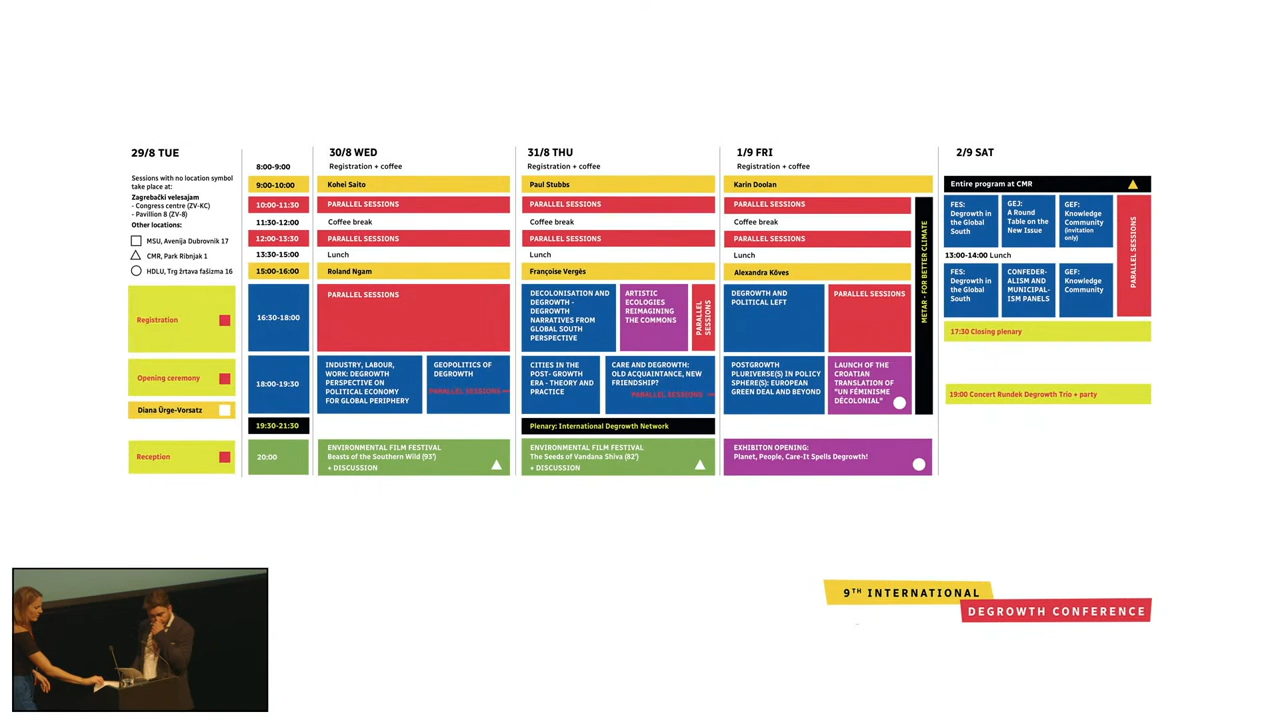 29/8 TUE
Sessions with no location symbol
take place at:
Zagrebački velesajam
- Congress centre (ZV-KC)
- Pavillion 8 (ZV-8)
Other locations:
MSU, Avenija Dubrovnik 17
CMR, Park Ribnjak 1
HDLU, Trg žrtava fašizma 16
Registration
Opening ceremony
Diana Ürge-Vorsatz
Reception
8:00-9:00
9:00-10:00
10:00-11:30
11:30-12:00
12:00-13:30
13:30-15:00
15:00-16:00
16:30-18:00
18:00-19:30
19:30-21:30
20:00
30/8 WED
Registration + coffee
Kohei Saito
PARALLEL SESSIONS
Coffee break
PARALLEL SESSIONS
Lunch
Roland Ngam
PARALLEL SESSIONS
INDUSTRY, LABOUR,
WORK: DEGROWTH
PERSPECTIVE ON
POLITICAL ECONOMY
FOR GLOBAL PERIPHERY
GEOPOLITICS OF
DEGROWTH
PARALLEL SESSIONS
ENVIRONMENTAL FILM FESTIVAL
Beasts of the Southern Wild (93')
+ DISCUSSION
31/8 THU
Registration + coffee
Paul Stubbs
PARALLEL SESSIONS
Coffee break
PARALLEL SESSIONS
Lunch
Françoise Vergès
DECOLONISATION AND
DEGROWTH -
DEGROWTH
NARRATIVES FROM
GLOBAL SOUTH
PERSPECTIVE
ARTISTIC
ECOLOGIES
REIMAGINING
THE COMMONS
PARALLEL
SESSIONS
CITIES IN THE
POST- GROWTH
ERA - THEORY AND
PRACTICE
CARE AND DEGROWTH:
OLD ACQUAINTANCE, NEW
FRIENDSHIP?
PARALLEL SESSIONS
Plenary: International Degrowth Network
ENVIRONMENTAL FILM FESTIVAL
The Seeds of Vandana Shiva (82')
+ DISCUSSION
1/9 FRI
Registration + coffee
Karin Doolan
PARALLEL SESSIONS
Coffee break
PARALLEL SESSIONS
Lunch
Alexandra Köves
DEGROWTH AND
POLITICAL LEFT
PARALLEL SESSIONS
POSTGROWTH
PLURIVERSE(S) IN POLICY
SPHERE(S): EUROPEAN
GREEN DEAL AND BEYOND
LAUNCH OF THE
CROATIAN
TRANSLATION OF
"UN FÉMINISME
DÉCOLONIAL"
METAR - FOR BETTER CLIMATE
EXHIBITON OPENING:
Planet, People, Care-It Spells Degrowth!
2/9 SAT
Entire program at CMR
FES:
Degrowth in
the Global
South
GEJ:
A Round
Table on the
New Issue
GEF:
Knowledge
Community
(invitation
only)
PARALLEL SESSIONS
13:00-14:00 Lunch
FES:
Degrowth in
the Global
South
CONFEDER-
ALISM AND
MUNICIPAL-
ISM PANELS
GEF:
Knowledge
Community
17:30 Closing plenary
19:00 Concert Rundek Degrowth Trio + party
9TH INTERNATIONAL
DEGROWTH CONFERENCE